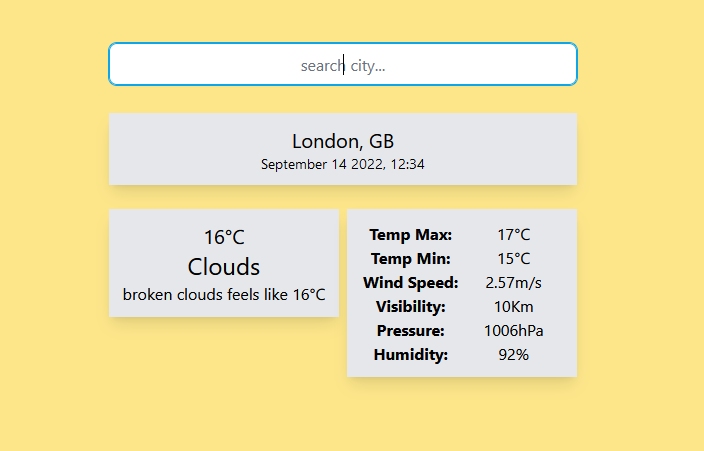 search city...
London, GB
September 14 2022, 12:34
16°C
Clouds
broken clouds feels like 16°C
Temp Max: 17°C
Temp Min: 15°C
Wind Speed: 2.57m/s
Visibility: 10Km
Pressure: 1006hPa
Humidity: 92%